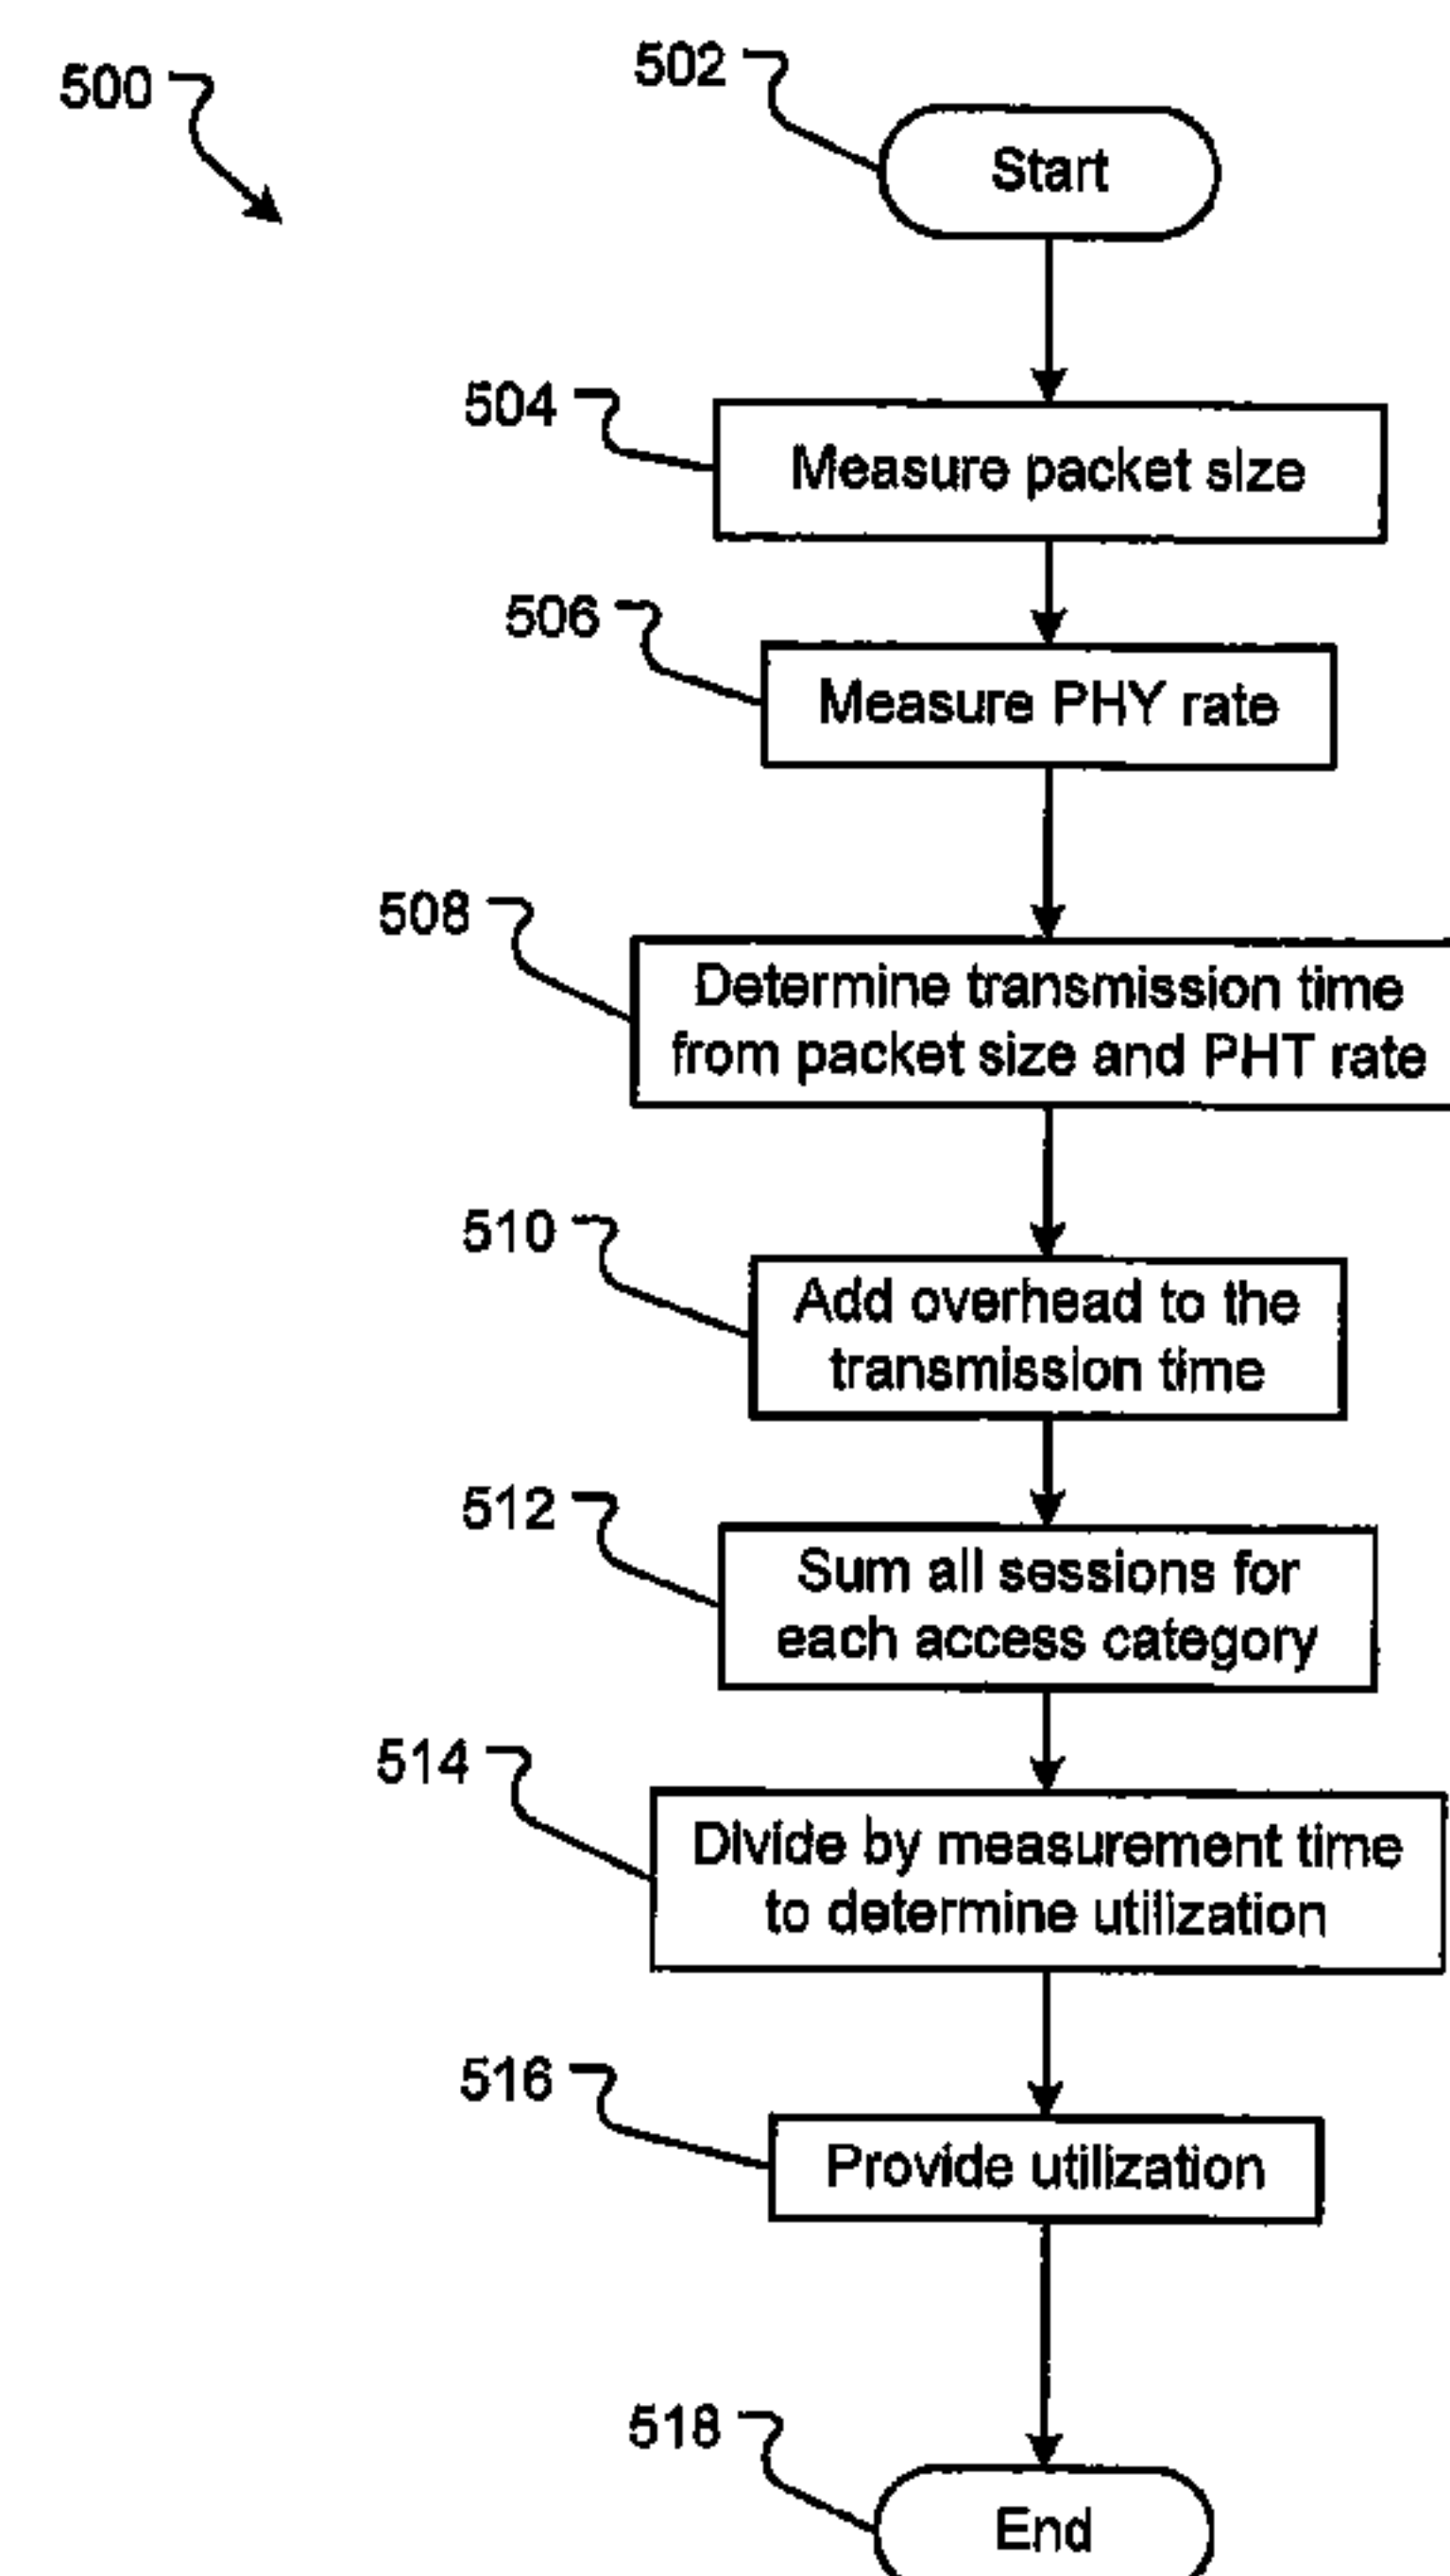 500
502
Start
504
Measure packet size
506
Measure PHY rate
508
Determine transmission time
from packet size and PHT rate
510
Add overhead to the
transmission time
512
Sum all sessions for
each access category
514
Divide by measurement time
to determine utilization
516
Provide utilization
518
End